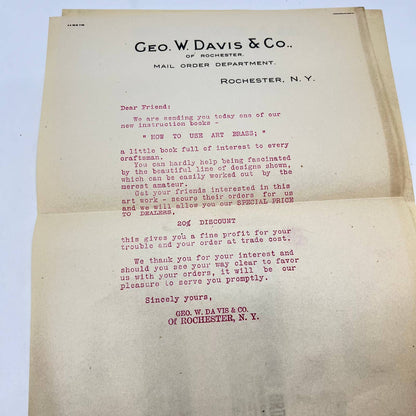 GEO. W. DAVIS & CO.,
OF ROCHESTER.
MAIL ORDER DEPARTMENT.
ROCHESTER, N. Y.
Dear Friend:
We are sending you today one of our
new instruction books -
" HOW TO USE ART BRASS; "
a little book full of interest to every
craftsman.
You can hardly help being fascinated
by the beautiful line of designs shown,
which can be easily worked out by the
merest amateur.
Get your friends interested in this
art work - secure their orders for us
and we will allow you our SPECIAL PRICE
TO DEALERS,
20% DISCOUNT
this gives you a fine profit for your
trouble and your order at trade cost.
We thank you for your interest and
should you see your way clear to favor
us with your orders, it will be our
pleasure to serve you promptly.
Sincely yours,
GEO. W. DAVIS & CO.
Of ROCHESTER, N. Y.